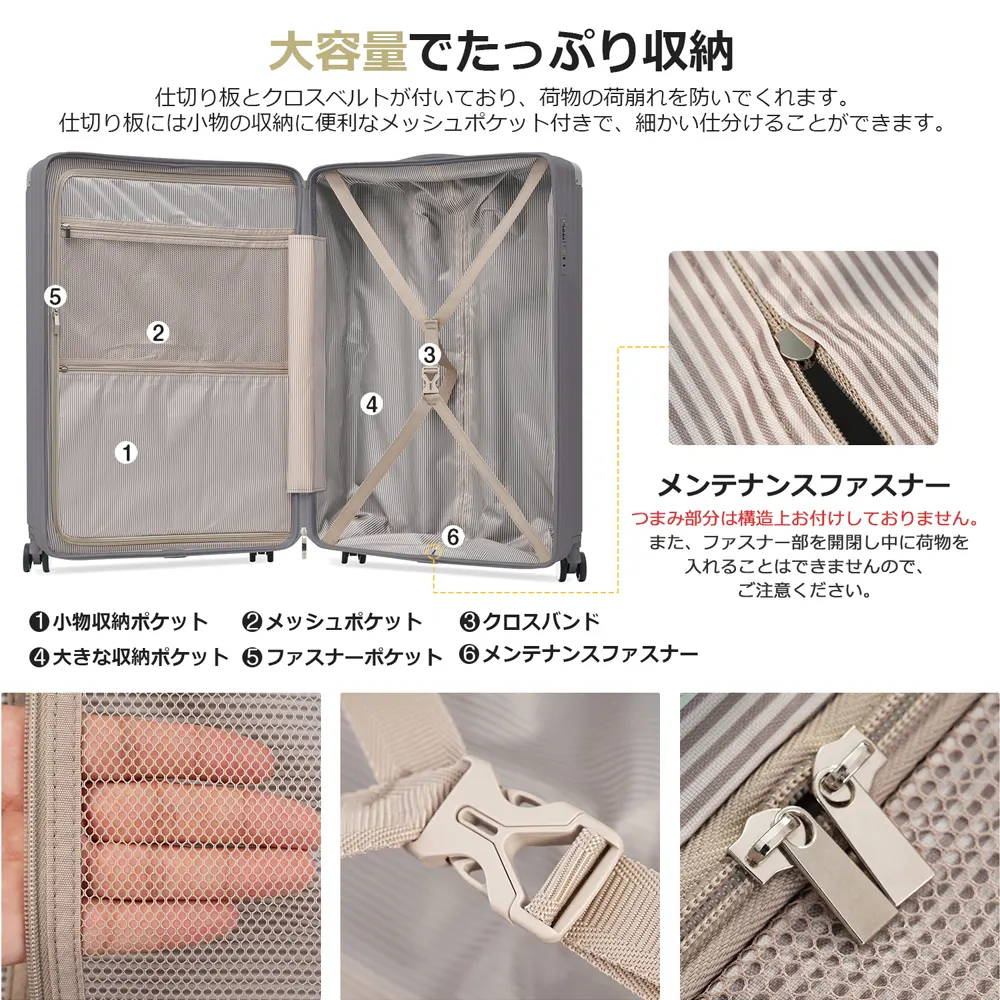 大容量でたっぷり収納
仕切り板とクロスベルトが付いており、荷物の荷崩れを防いでくれます。
仕切り板には小物の収納に便利なメッシュポケット付きで、細かい仕分けることができます。
5
2
3
4
1
6
メンテナンスファスナー
つまみ部分は構造上お付けしておりません。
また、ファスナー部を開閉し中に荷物を
入れることはできませんので、
ご注意ください。
❶小物収納ポケット ❷メッシュポケット ❸クロスバンド
❹大きな収納ポケット ❺ファスナーポケット ❻メンテナンスファスナー